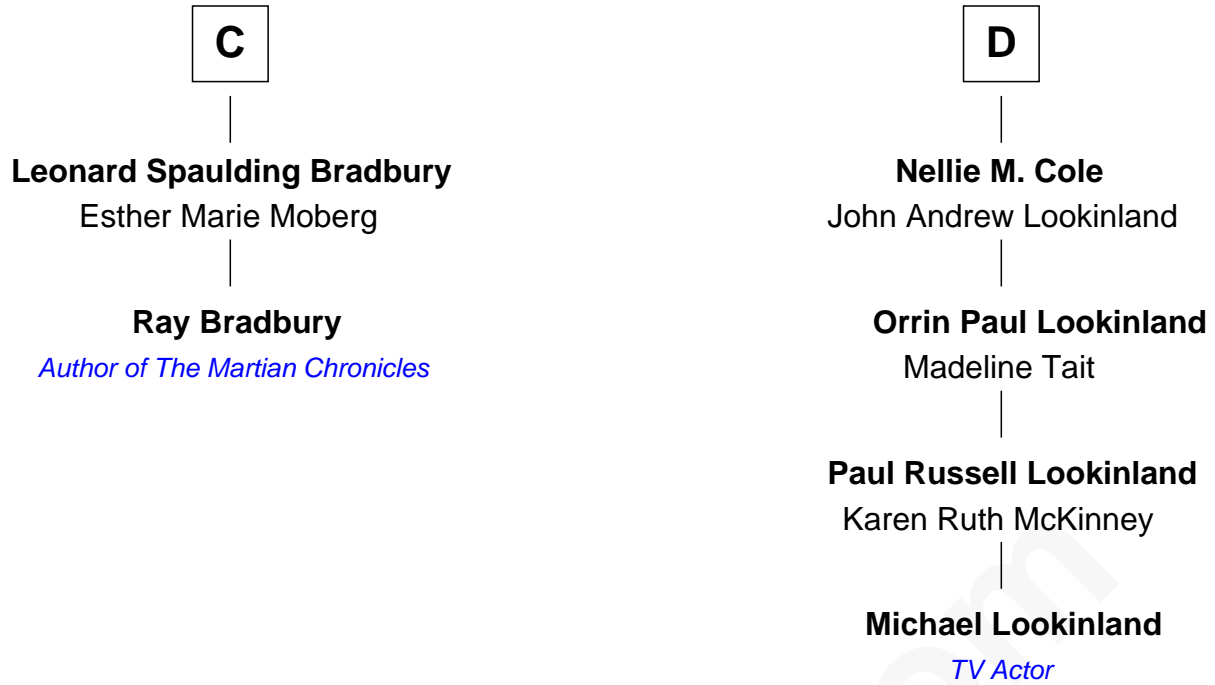 C
Leonard Spaulding Bradbury
Esther Marie Moberg
Ray Bradbury
Author of The Martian Chronicles
D
Nellie M. Cole
John Andrew Lookinland
Orrin Paul Lookinland
Madeline Tait
Paul Russell Lookinland
Karen Ruth McKinney
Michael Lookinland
TV Actor